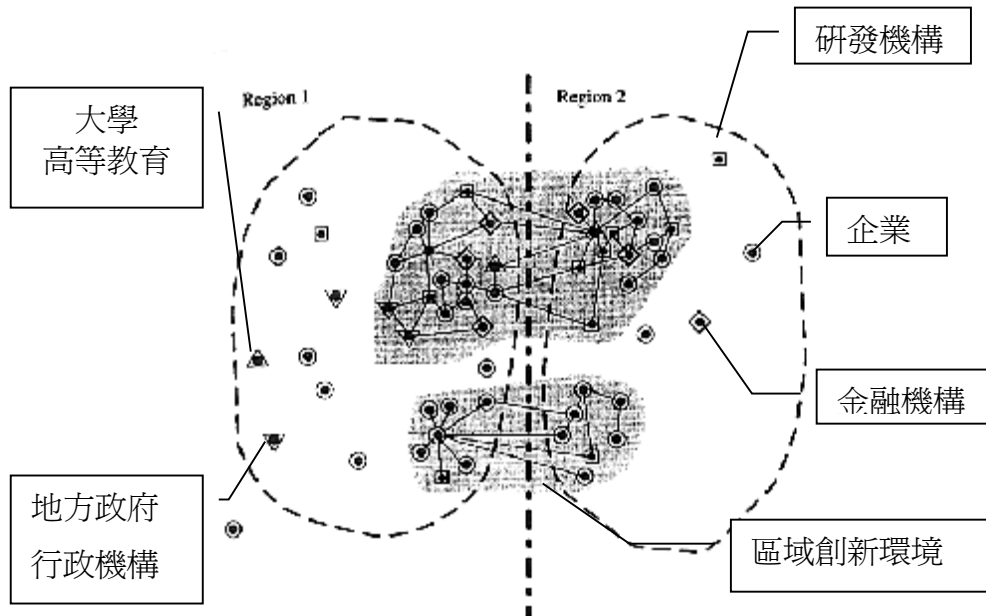 研發機構
Region 1
Region 2
大學
高等教育
企業
金融機構
地方政府
行政機構
區域創新環境